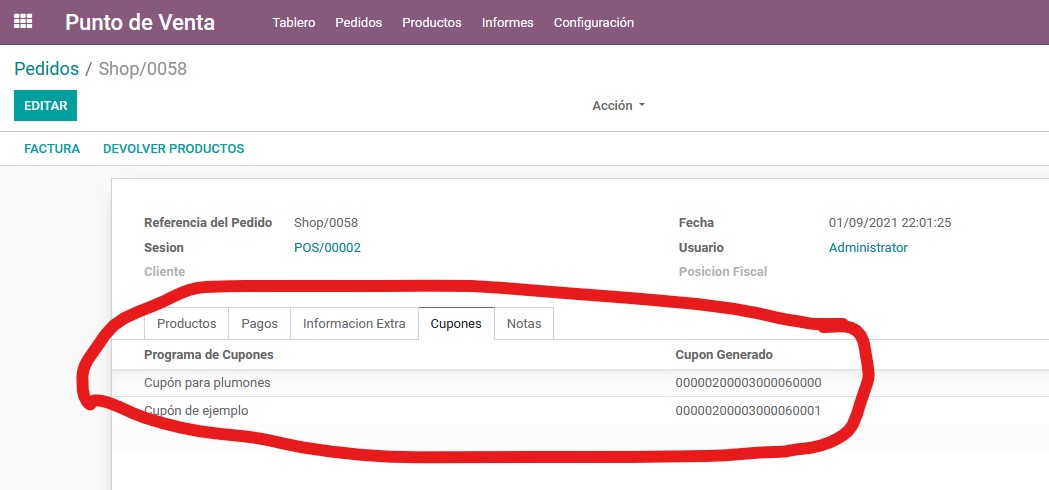 Punto de Venta Tablero Pedidos Productos Informes Configuración
Pedidos / Shop/0058
EDITAR Acción
FACTURA DEVOLVER PRODUCTOS
Referencia del Pedido Shop/0058 Fecha 01/09/2021 22:01:25
Sesion POS/00002 Usuario Administrator
Cliente Posicion Fiscal
Productos Pagos Informacion Extra Cupones Notas
Programa de Cupones Cupon Generado
Cupón para plumones 00000200003000060000
Cupón de ejemplo 00000200003000060001